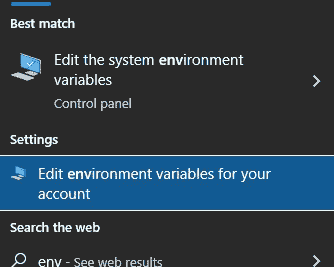 Best match
Edit the system environment
variables
Control panel
Settings
Edit environment variables for your
account
Search the web
env - See web results